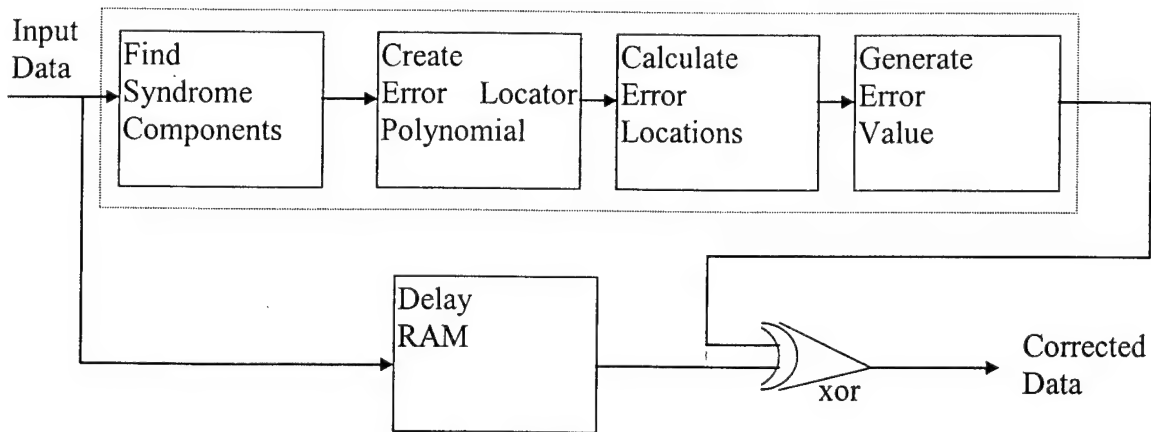 Input
Data
Find
Syndrome
Components
Create
Error Locator
Polynomial
Calculate
Error
Locations
Generate
Error
Value
Delay
RAM
xor
Corrected
Data